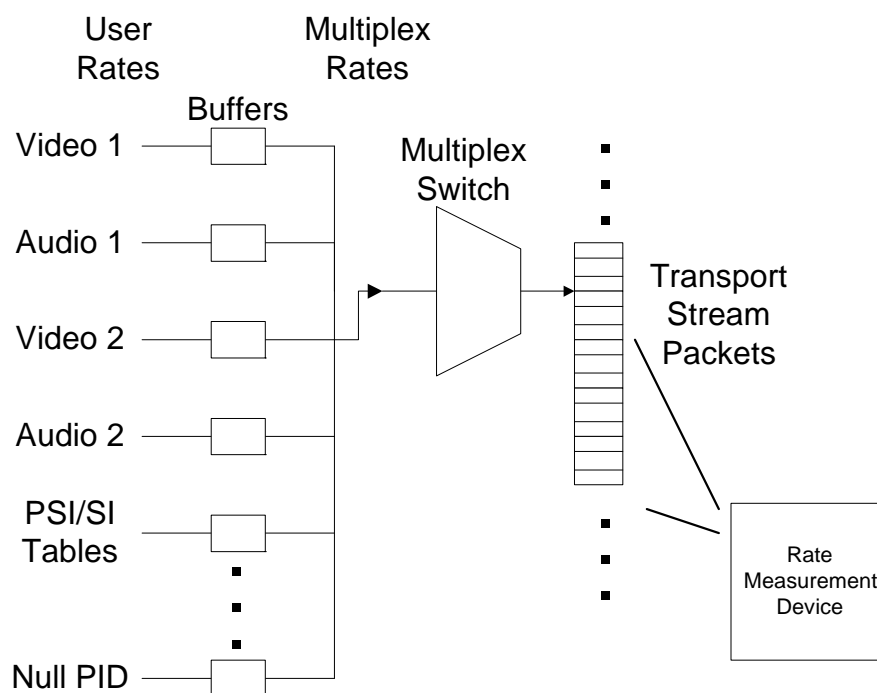 User
Rates
Multiplex
Rates
Buffers
Video 1
Multiplex
Switch
Audio 1
Transport
Stream
Packets
Video 2
Audio 2
PSI/SI
Tables
Rate
Measurement
Device
Null PID